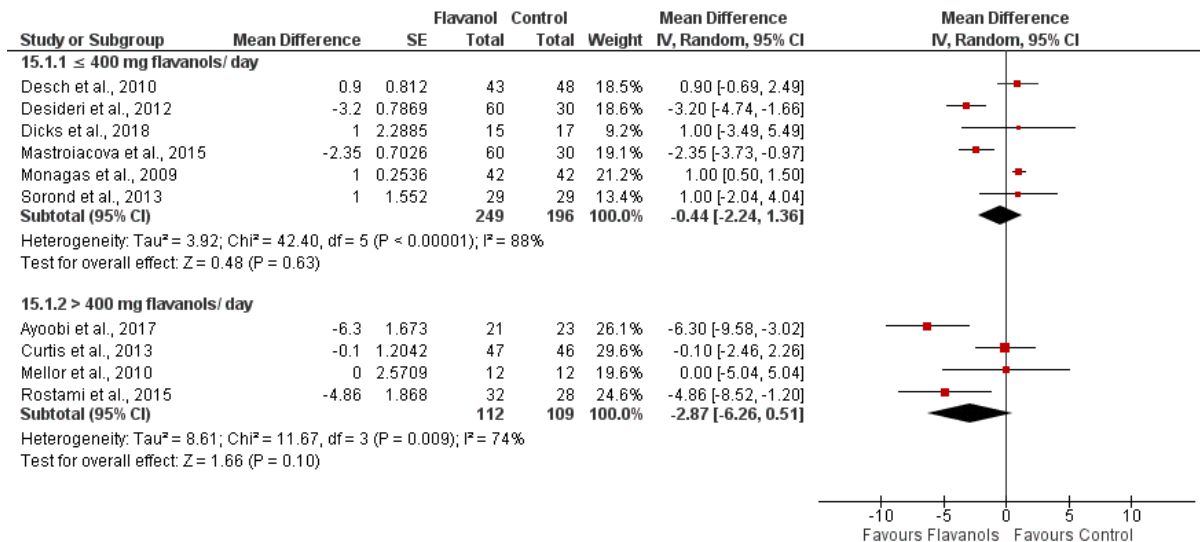 Flavanol Control Mean Difference Mean Difference
Study or Subgroup Mean Difference SE Total Total Weight IV, Random, 95% CI IV, Random, 95% CI
15.1.1 ≤ 400 mg flavanols/ day
Desch et al., 2010 0.9 0.812 43 48 18.5% 0.90 [-0.69, 2.49]
Desideri et al., 2012 -3.2 0.7869 60 30 18.6% -3.20 [-4.74, -1.66]
Dicks et al., 2018 1 2.2885 15 17 9.2% 1.00 [-3.49, 5.49]
Mastroiacova et al., 2015 -2.35 0.7026 60 30 19.1% -2.35 [-3.73, -0.97]
Monagas et al., 2009 1 0.2536 42 42 21.2% 1.00 [0.50, 1.50]
Sorond et al., 2013 1 1.552 29 29 13.4% 1.00 [-2.04, 4.04]
Subtotal (95% CI) 249 196 100.0% -0.44 [-2.24, 1.36]
Heterogeneity: Tau² = 3.92; Chi² = 42.40, df = 5 (P < 0.00001); I² = 88%
Test for overall effect: Z = 0.48 (P = 0.63)
15.1.2 > 400 mg flavanols/ day
Ayoobi et al., 2017 -6.3 1.673 21 23 26.1% -6.30 [-9.58, -3.02]
Curtis et al., 2013 -0.1 1.2042 47 46 29.6% -0.10 [-2.46, 2.26]
Mellor et al., 2010 0 2.5709 12 12 19.6% 0.00 [-5.04, 5.04]
Rostami et al., 2015 -4.86 1.868 32 28 24.6% -4.86 [-8.52, -1.20]
Subtotal (95% CI) 112 109 100.0% -2.87 [-6.26, 0.51]
Heterogeneity: Tau² = 8.61; Chi² = 11.67, df = 3 (P = 0.009); I² = 74%
Test for overall effect: Z = 1.66 (P = 0.10)
-10 -5 0 5 10
Favours Flavanols Favours Control